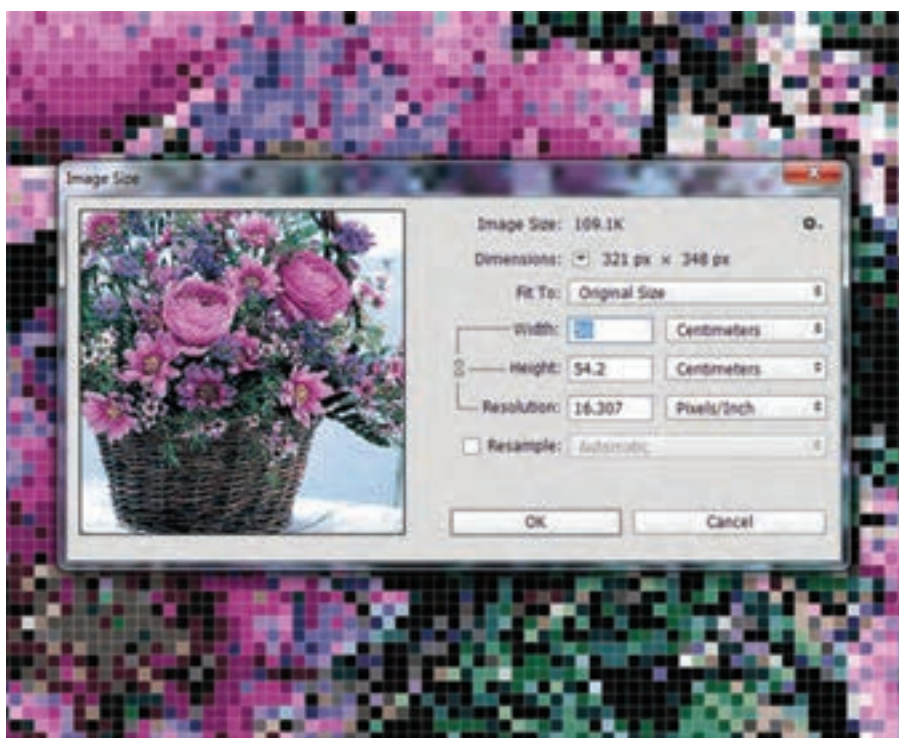 Image Size
Image Size: 109.1K
Dimensions: 321 px × 348 px
Fit To: Original Size
Width: Centimeters
Height: 54.2 Centimeters
Resolution: 16.307 Pixels/Inch
Resample: Automatic
OK Cancel